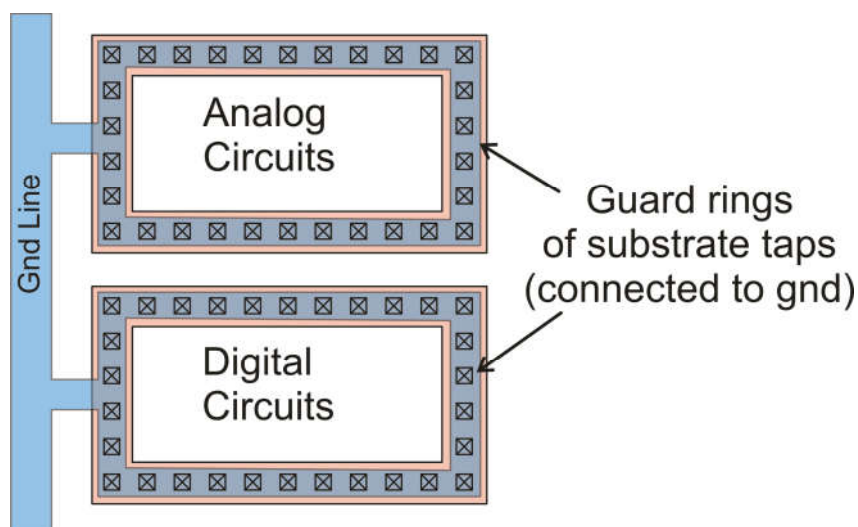 Gnd Line
Analog
Circuits
Guard rings
of substrate taps
(connected to gnd)
Digital
Circuits